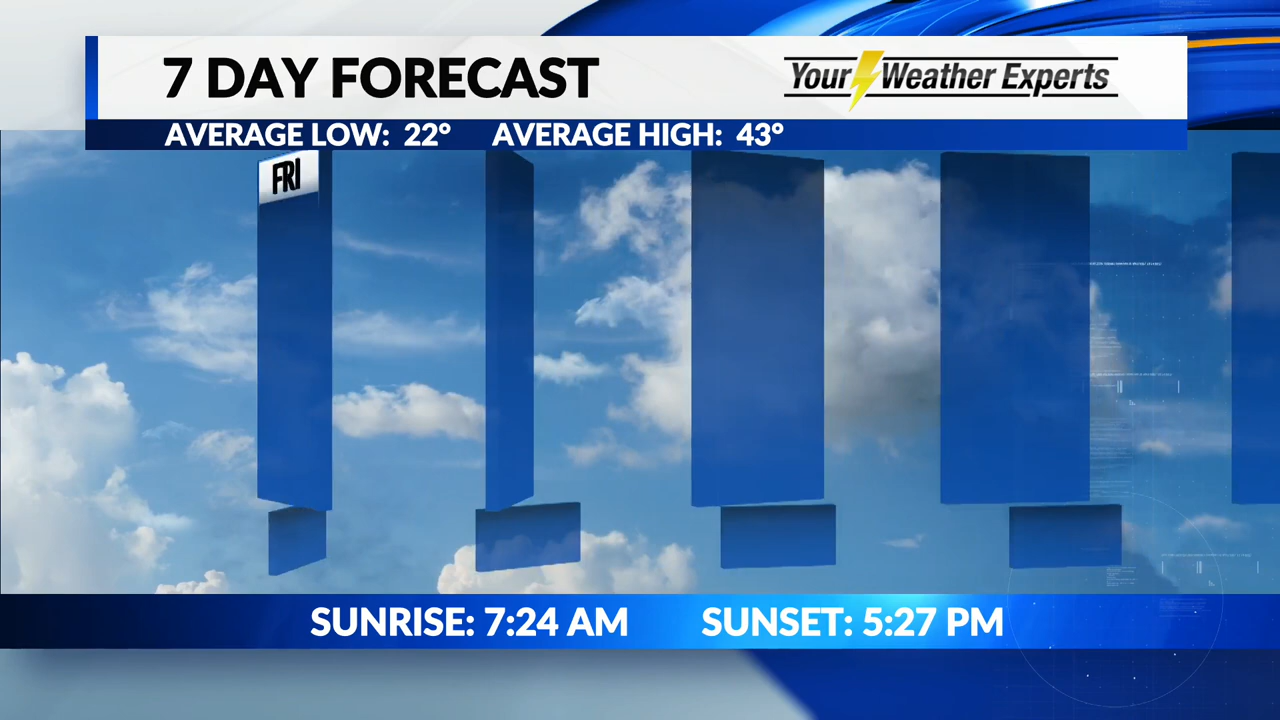 7 DAY FORECAST
Your Weather Experts
AVERAGE LOW: 22° AVERAGE HIGH: 43°
FRI
SUNRISE: 7:24 AM SUNSET: 5:27 PM